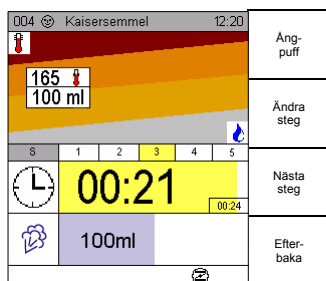 004 Kaisersemmel 12:20
165
100 ml
S 1 2 3 4 5
00:21
00:24
100ml
Ång-
puff
Ändra
steg
Nästa
steg
Efter-
baka